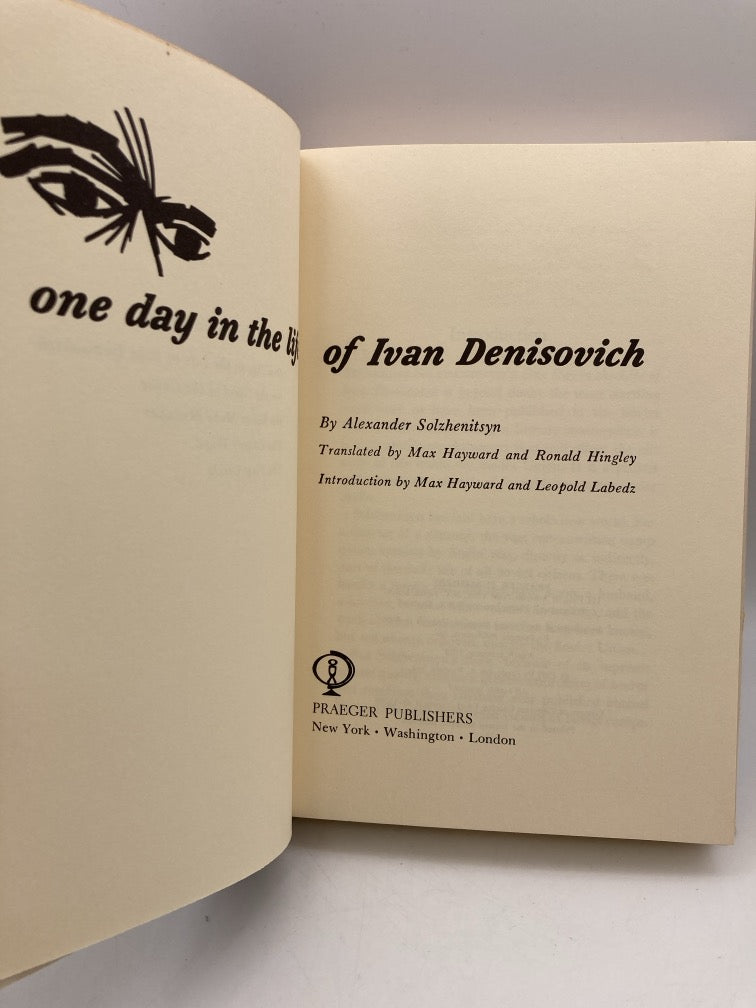 one day in the li
of Ivan Denisovich
By Alexander Solzhenitsyn
Translated by Max Hayward and Ronald Hingley
Introduction by Max Hayward and Leopold Labedz
PRAEGER PUBLISHERS
New York • Washington • London